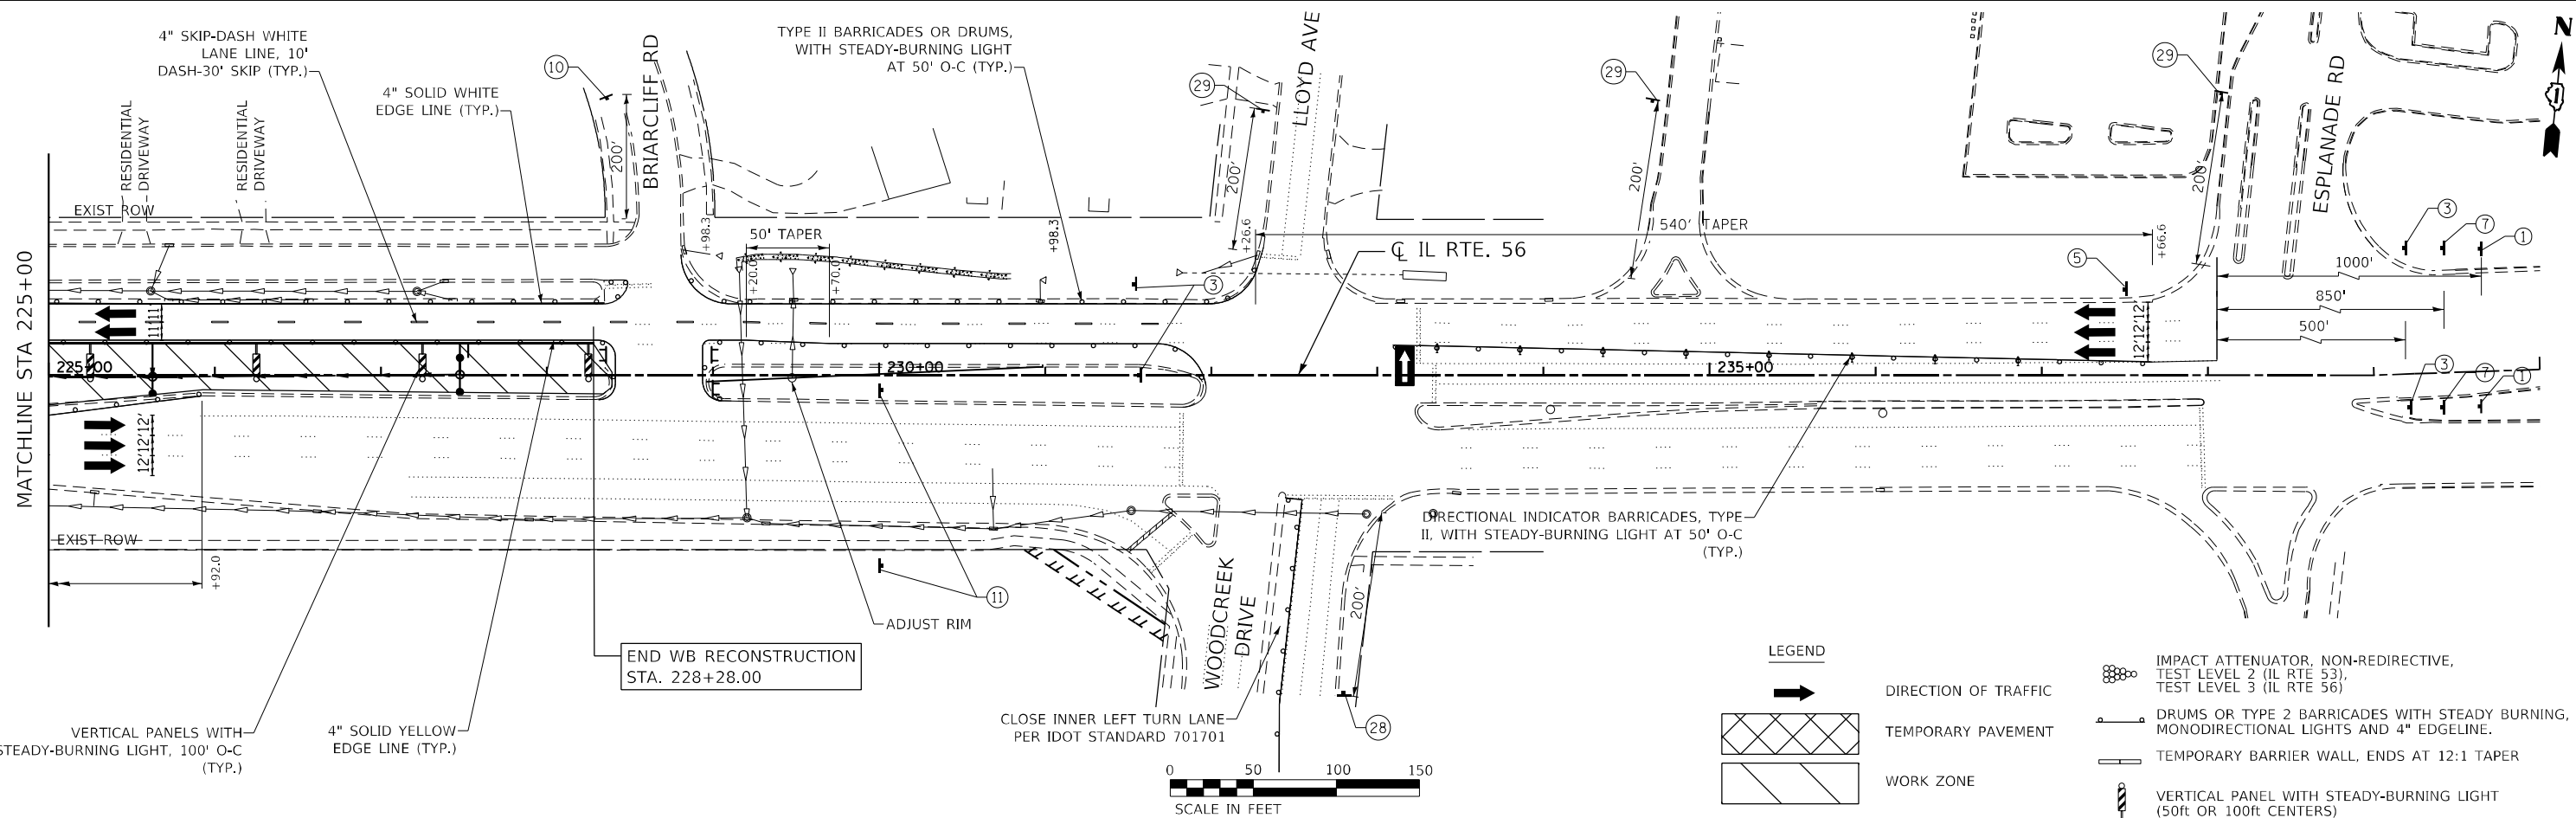 4" SKIP-DASH WHITE
LANE LINE, 10'
DASH-30' SKIP (TYP.)
4" SOLID WHITE
EDGE LINE (TYP.)
10
200'
BRIARCLIFF RD
TYPE II BARRICADES OR DRUMS,
WITH STEADY-BURNING LIGHT
AT 50' O-C (TYP.)
29
200'
LLOYD AVE
29
200'
29
200'
ESPLANADE RD
N
RESIDENTIAL
DRIVEWAY
RESIDENTIAL
DRIVEWAY
EXIST ROW
MATCHLINE STA 225+00
+98.3
50' TAPER
+20.0
+70.0
+98.3
+26.6
540' TAPER
+66.6
℄ IL RTE. 56
3
5
3
7
1
1000'
850'
500'
11'11'
12'12'12'
225+00
230+00
235+00
3
7
1
12'12'12'
EXIST ROW
+92.0
11
ADJUST RIM
DIRECTIONAL INDICATOR BARRICADES, TYPE
II, WITH STEADY-BURNING LIGHT AT 50' O-C
(TYP.)
WOODCREEK
DRIVE
200'
28
END WB RECONSTRUCTION
STA. 228+28.00
VERTICAL PANELS WITH
STEADY-BURNING LIGHT, 100' O-C
(TYP.)
4" SOLID YELLOW
EDGE LINE (TYP.)
CLOSE INNER LEFT TURN LANE
PER IDOT STANDARD 701701
0 50 100 150
SCALE IN FEET
LEGEND
DIRECTION OF TRAFFIC
TEMPORARY PAVEMENT
WORK ZONE
IMPACT ATTENUATOR, NON-REDIRECTIVE,
TEST LEVEL 2 (IL RTE 53),
TEST LEVEL 3 (IL RTE 56)
DRUMS OR TYPE 2 BARRICADES WITH STEADY BURNING,
MONODIRECTIONAL LIGHTS AND 4" EDGELINE.
TEMPORARY BARRIER WALL, ENDS AT 12:1 TAPER
VERTICAL PANEL WITH STEADY-BURNING LIGHT
(50ft OR 100ft CENTERS)